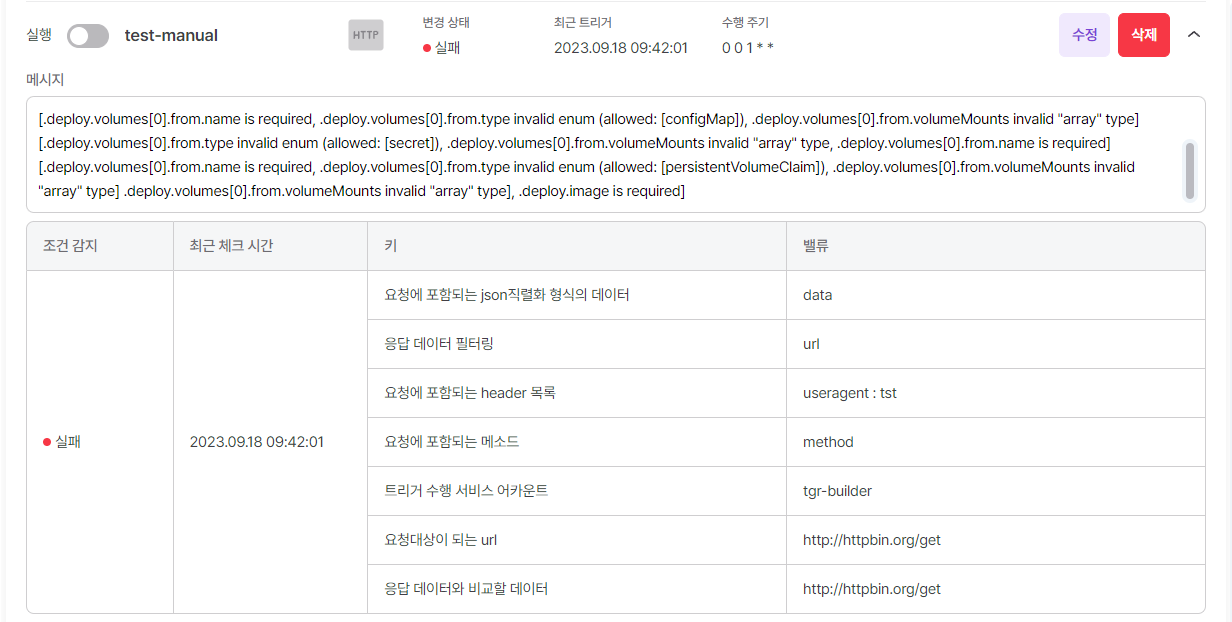 실행 test-manual HTTP 변경 상태 최근 트리거 수행 주기 수정 삭제
실패 2023.09.18 09:42:01 0 0 1 * *
메시지
[.deploy.volumes[0].from.name is required, .deploy.volumes[0].from.type invalid enum (allowed: [configMap]), .deploy.volumes[0].from.volumeMounts invalid "array" type]
[.deploy.volumes[0].from.type invalid enum (allowed: [secret]), .deploy.volumes[0].from.volumeMounts invalid "array" type, .deploy.volumes[0].from.name is required]
[.deploy.volumes[0].from.name is required, .deploy.volumes[0].from.type invalid enum (allowed: [persistentVolumeClaim]), .deploy.volumes[0].from.volumeMounts invalid
"array" type] .deploy.volumes[0].from.volumeMounts invalid "array" type], .deploy.image is required]
조건 감지 최근 체크 시간 키 밸류
요청에 포함되는 json직렬화 형식의 데이터 data
응답 데이터 필터링 url
요청에 포함되는 header 목록 useragent : tst
실패 2023.09.18 09:42:01 요청에 포함되는 메소드 method
트리거 수행 서비스 어카운트 tgr-builder
요청대상이 되는 url http://httpbin.org/get
응답 데이터와 비교할 데이터 http://httpbin.org/get